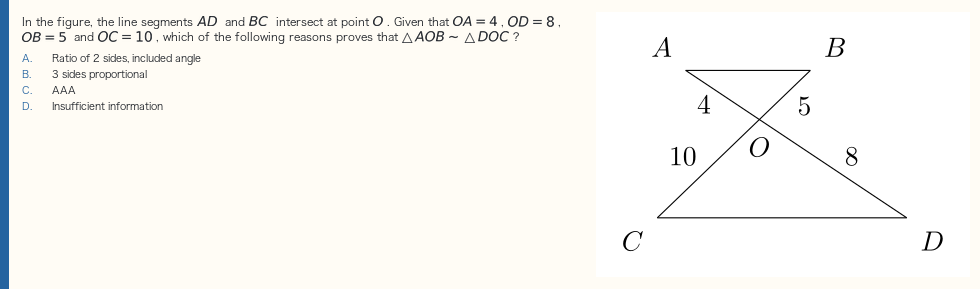 In the figure, the line segments AD and BC intersect at point O . Given that OA = 4 , OD = 8 ,
OB = 5 and OC = 10 , which of the following reasons proves that △AOB ~ △DOC ?
A. Ratio of 2 sides, included angle
B. 3 sides proportional
C. AAA
D. Insufficient information
A B
4 5
O
10 8
C D